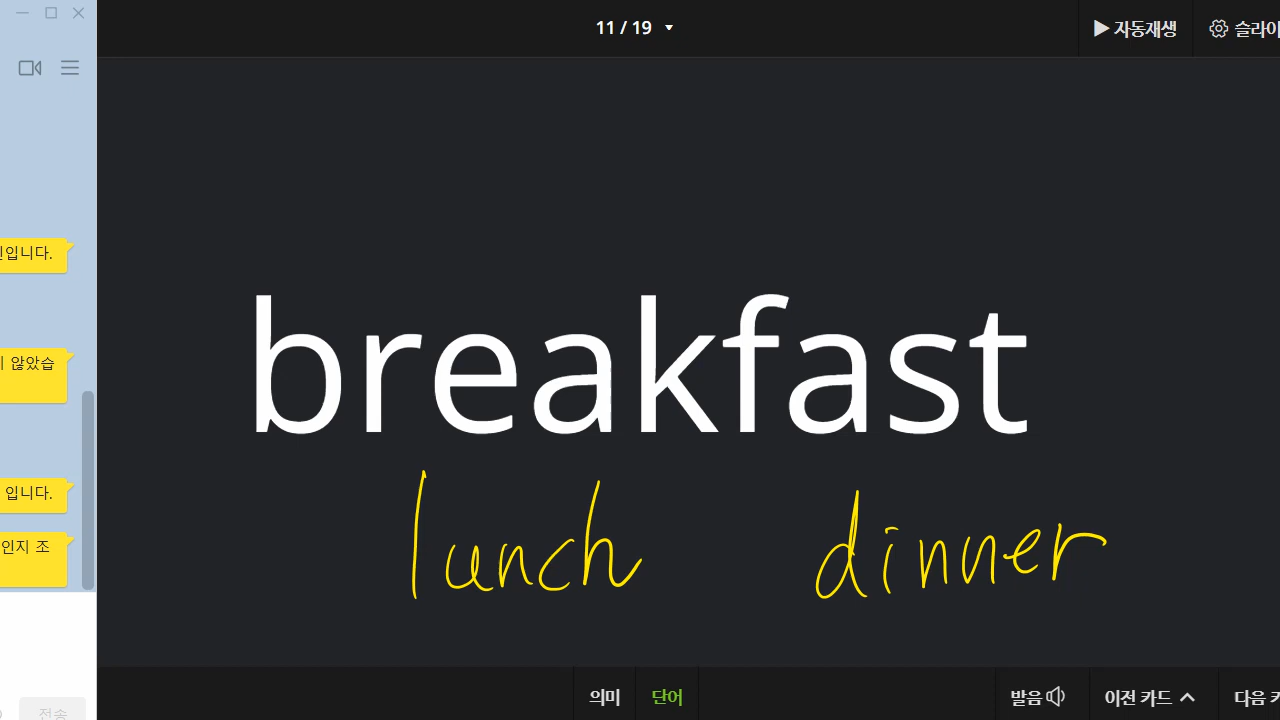 11 / 19
자동재생
입니다.
않았습
breakfast
입니다.
인지 조
lunch dinner
의미 단어 발음 이전 카드 다음
전송